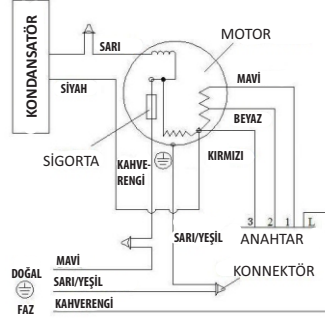 KONDANSATÖR
SARI
MOTOR
SİYAH
MAVİ
BEYAZ
SİGORTA
KAHVE-
RENGİ
KIRMIZI
3 2 1 L
SARI/YEŞİL
ANAHTAR
MAVİ
DOĞAL
KONNEKTÖR
SARI/YEŞİL
KAHVERENGİ
FAZ